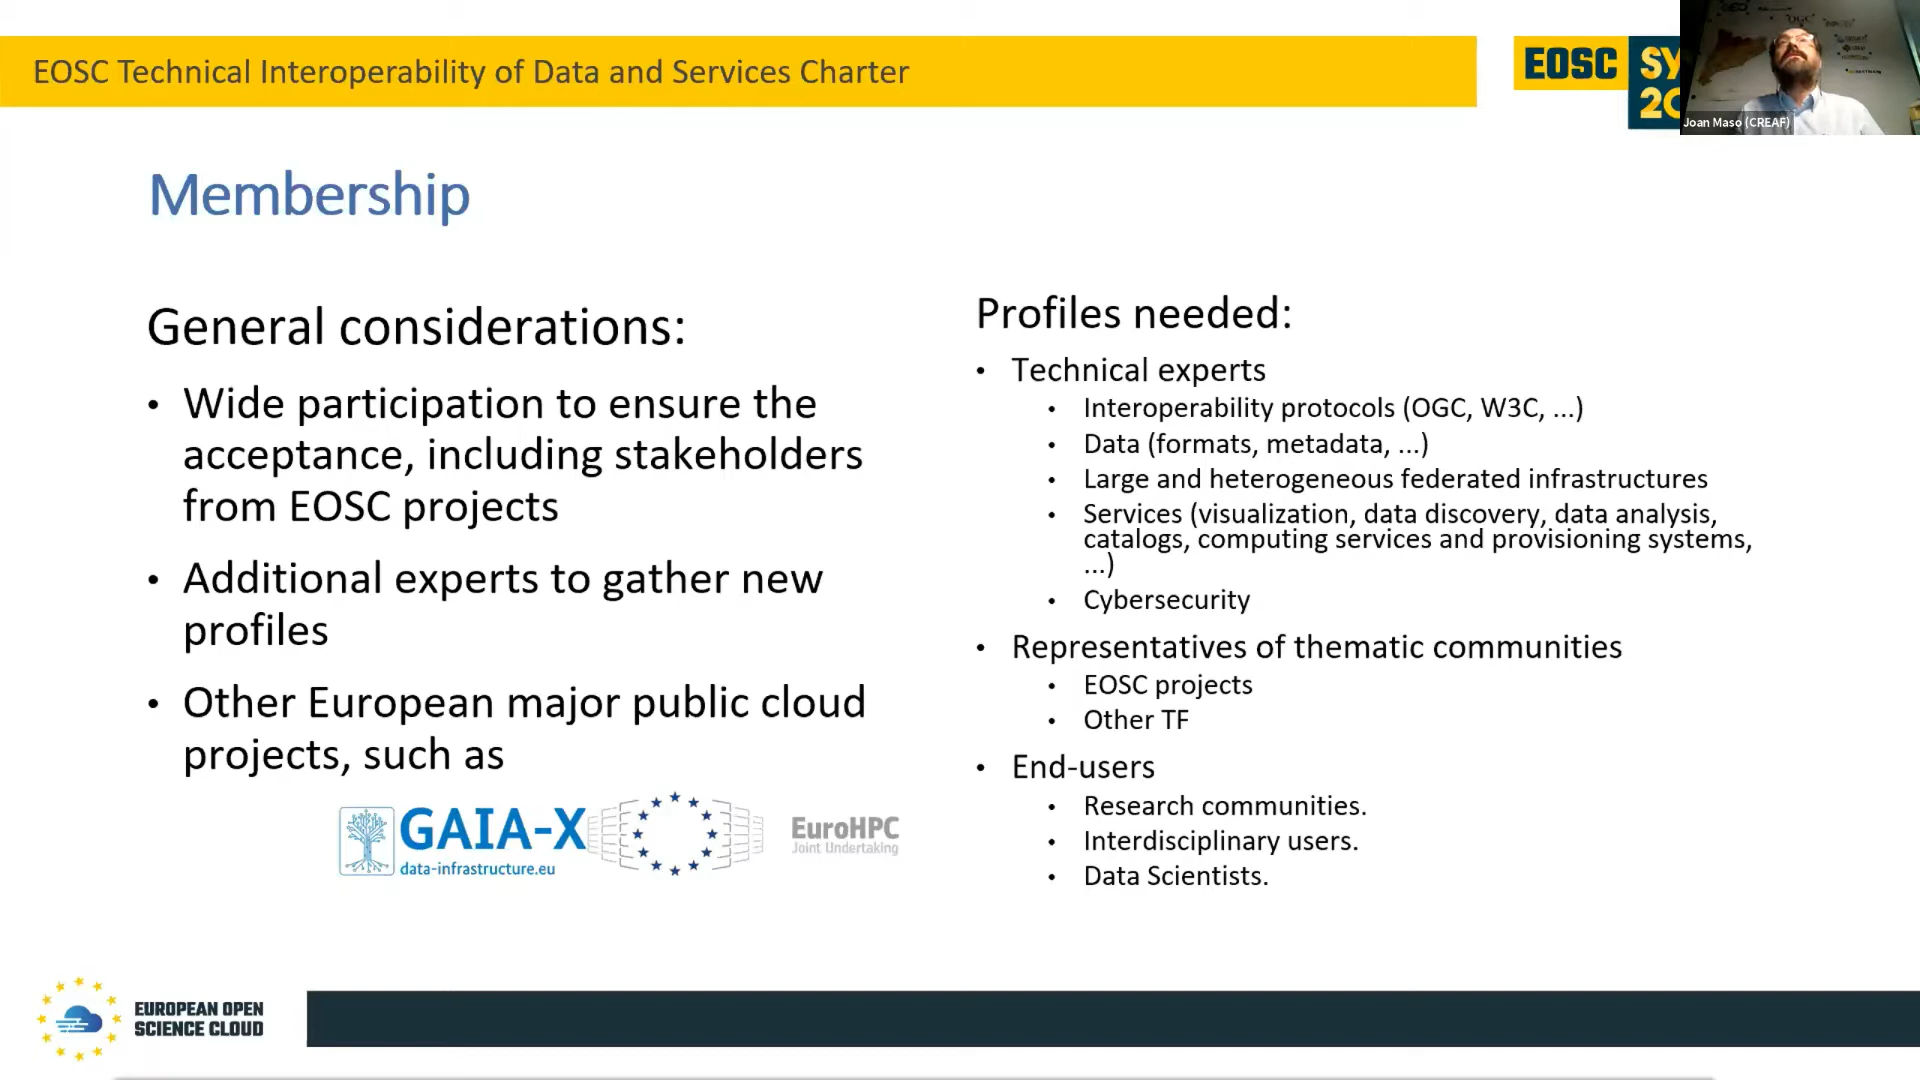 EOSC Technical Interoperability of Data and Services Charter
EOSC
SY
20
Joan Maso (CREAF)
Membership
General considerations:
• Wide participation to ensure the
acceptance, including stakeholders
from EOSC projects
• Additional experts to gather new
profiles
• Other European major public cloud
projects, such as
GAIA-X
data-infrastructure.eu
EuroHPC
Joint Undertaking
Profiles needed:
• Technical experts
• Interoperability protocols (OGC, W3C, ...)
• Data (formats, metadata, ...)
• Large and heterogeneous federated infrastructures
• Services (visualization, data discovery, data analysis,
catalogs, computing services and provisioning systems,
...)
• Cybersecurity
• Representatives of thematic communities
• EOSC projects
• Other TF
• End-users
• Research communities.
• Interdisciplinary users.
• Data Scientists.
EUROPEAN OPEN
SCIENCE CLOUD